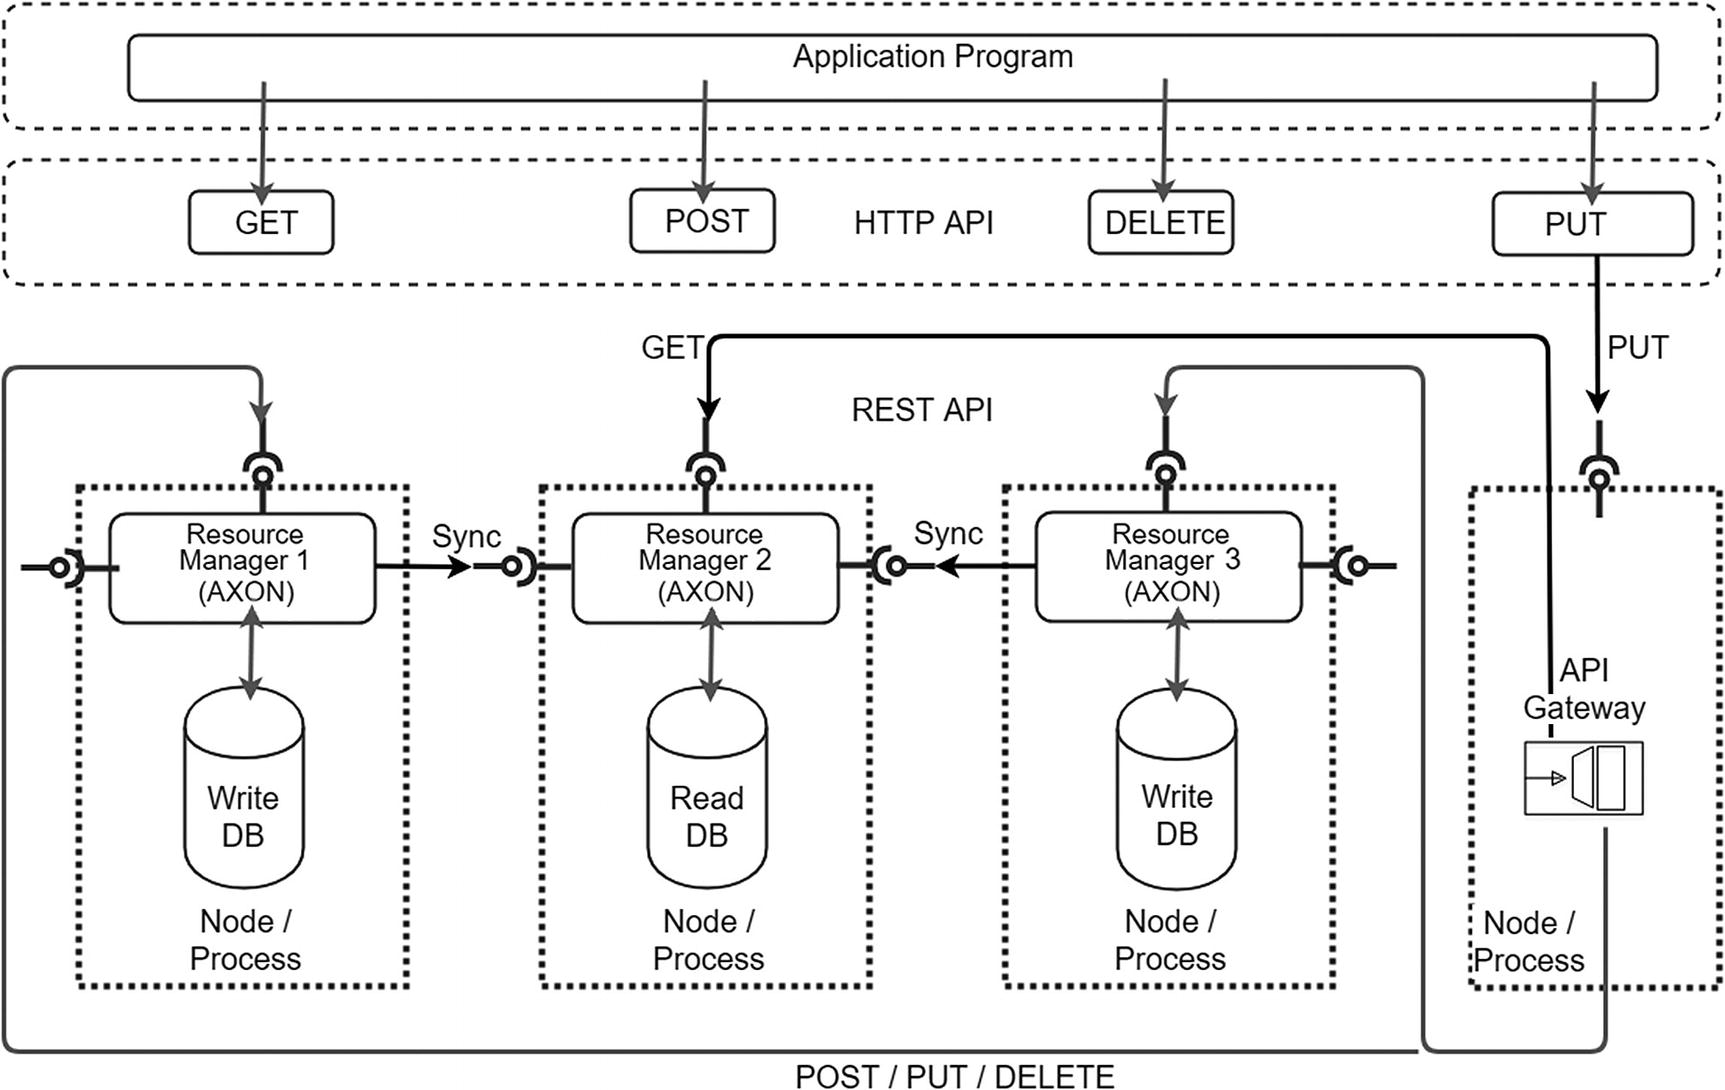 Application Program
GET
POST
HTTP API
DELETE
PUT
GET
PUT
REST API
Resource
Manager 1
(AXON)
Sync
Resource
Manager 2
(AXON)
Sync
Resource
Manager 3
(AXON)
API
Gateway
Write
DB
Read
DB
Write
DB
Node /
Process
Node /
Process
Node /
Process
Node /
Process
POST / PUT / DELETE